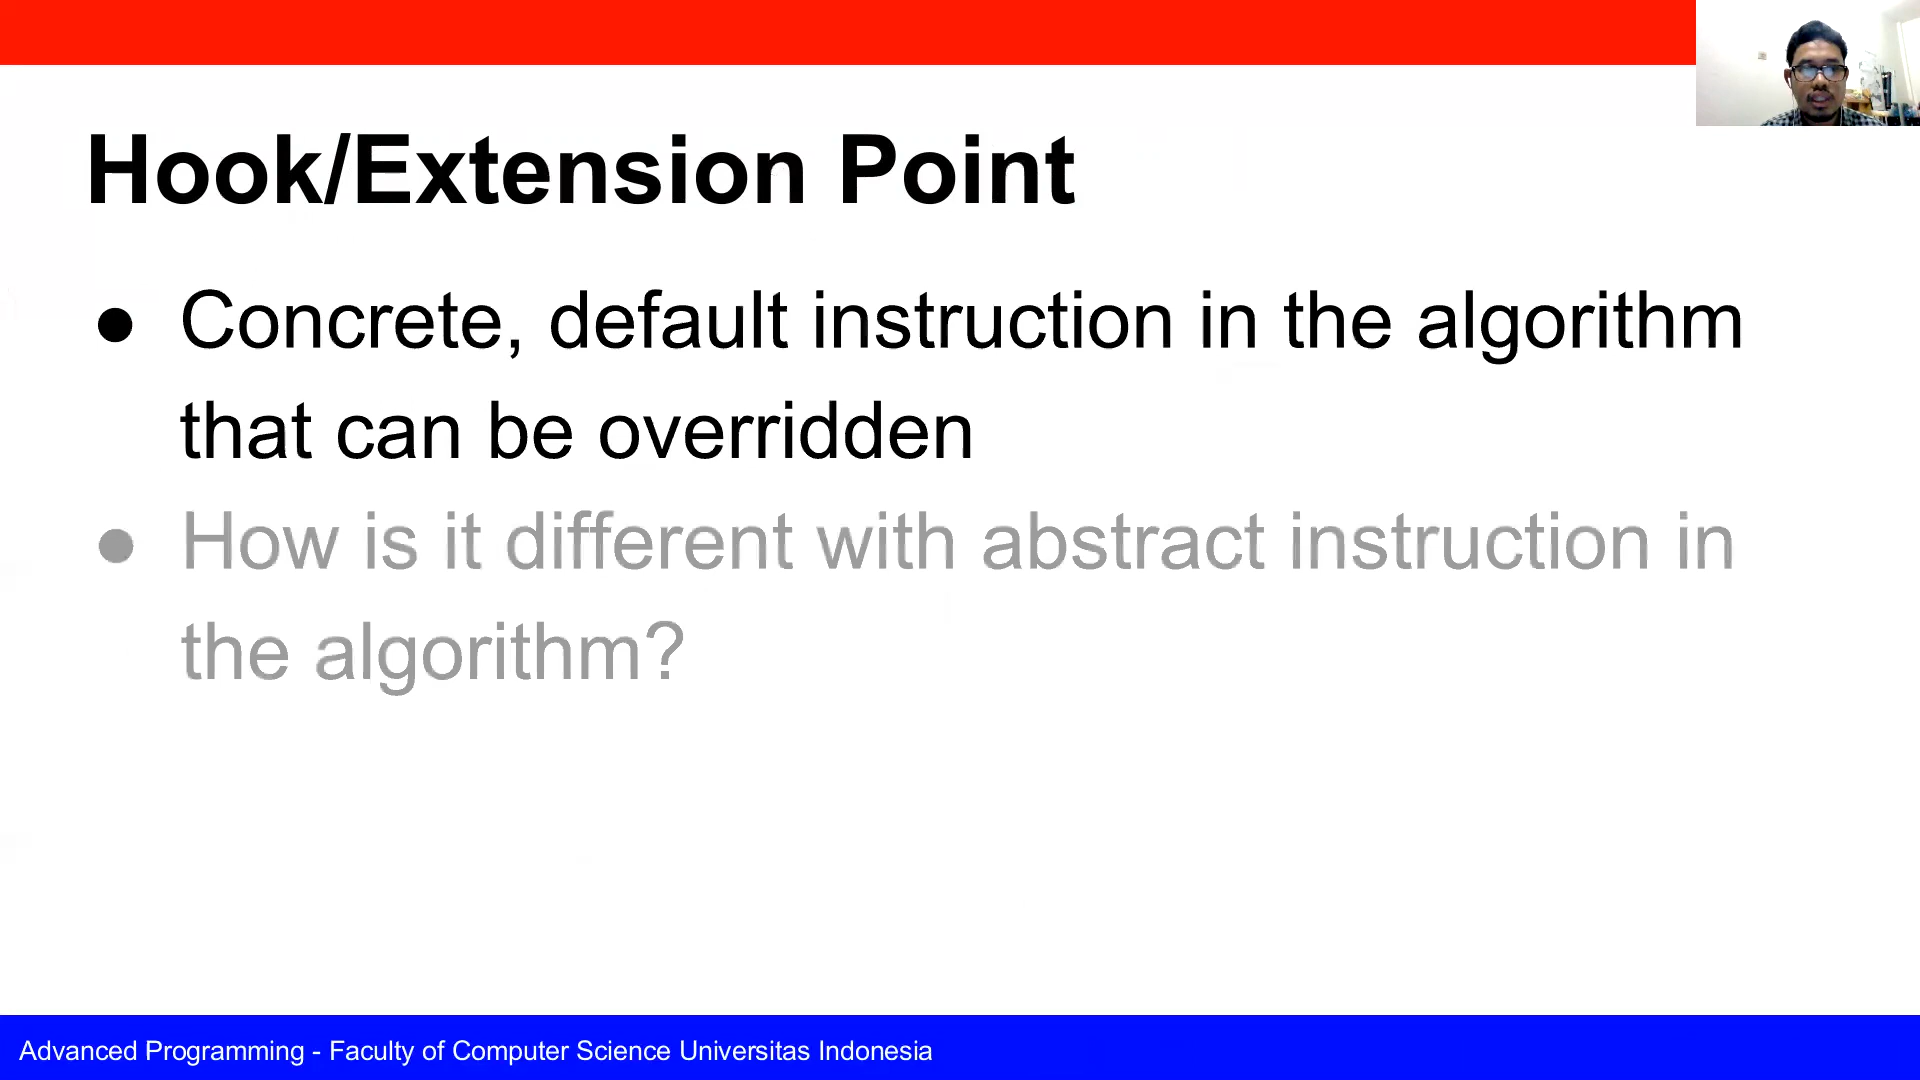 Hook/Extension Point
● Concrete, default instruction in the algorithm
that can be overridden
● How is it different with abstract instruction in
the algorithm?
Advanced Programming - Faculty of Computer Science Universitas Indonesia